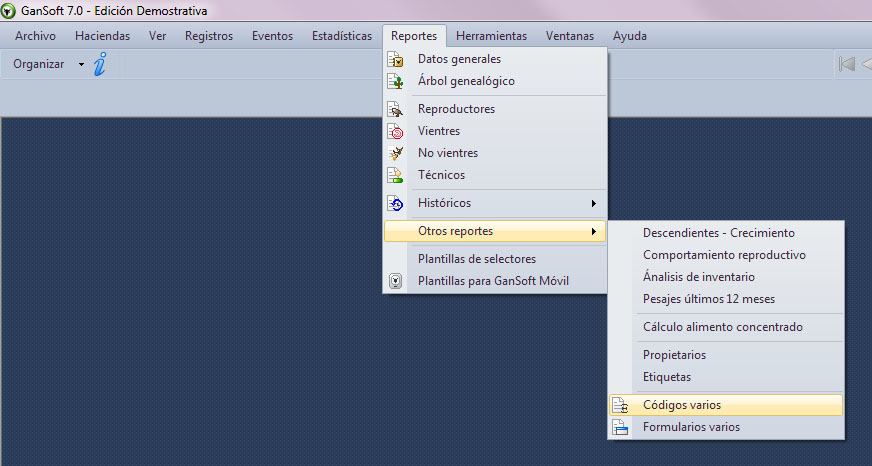 GanSoft 7.0 - Edición Demostrativa
Archivo Haciendas Ver Registros Eventos Estadísticas Reportes Herramientas Ventanas Ayuda
Organizar
Datos generales
Árbol genealógico
Reproductores
Vientres
No vientres
Técnicos
Históricos
Otros reportes
Plantillas de selectores
Plantillas para GanSoft Móvil
Descendientes - Crecimiento
Comportamiento reproductivo
Ánalisis de inventario
Pesajes últimos 12 meses
Cálculo alimento concentrado
Propietarios
Etiquetas
Códigos varios
Formularios varios